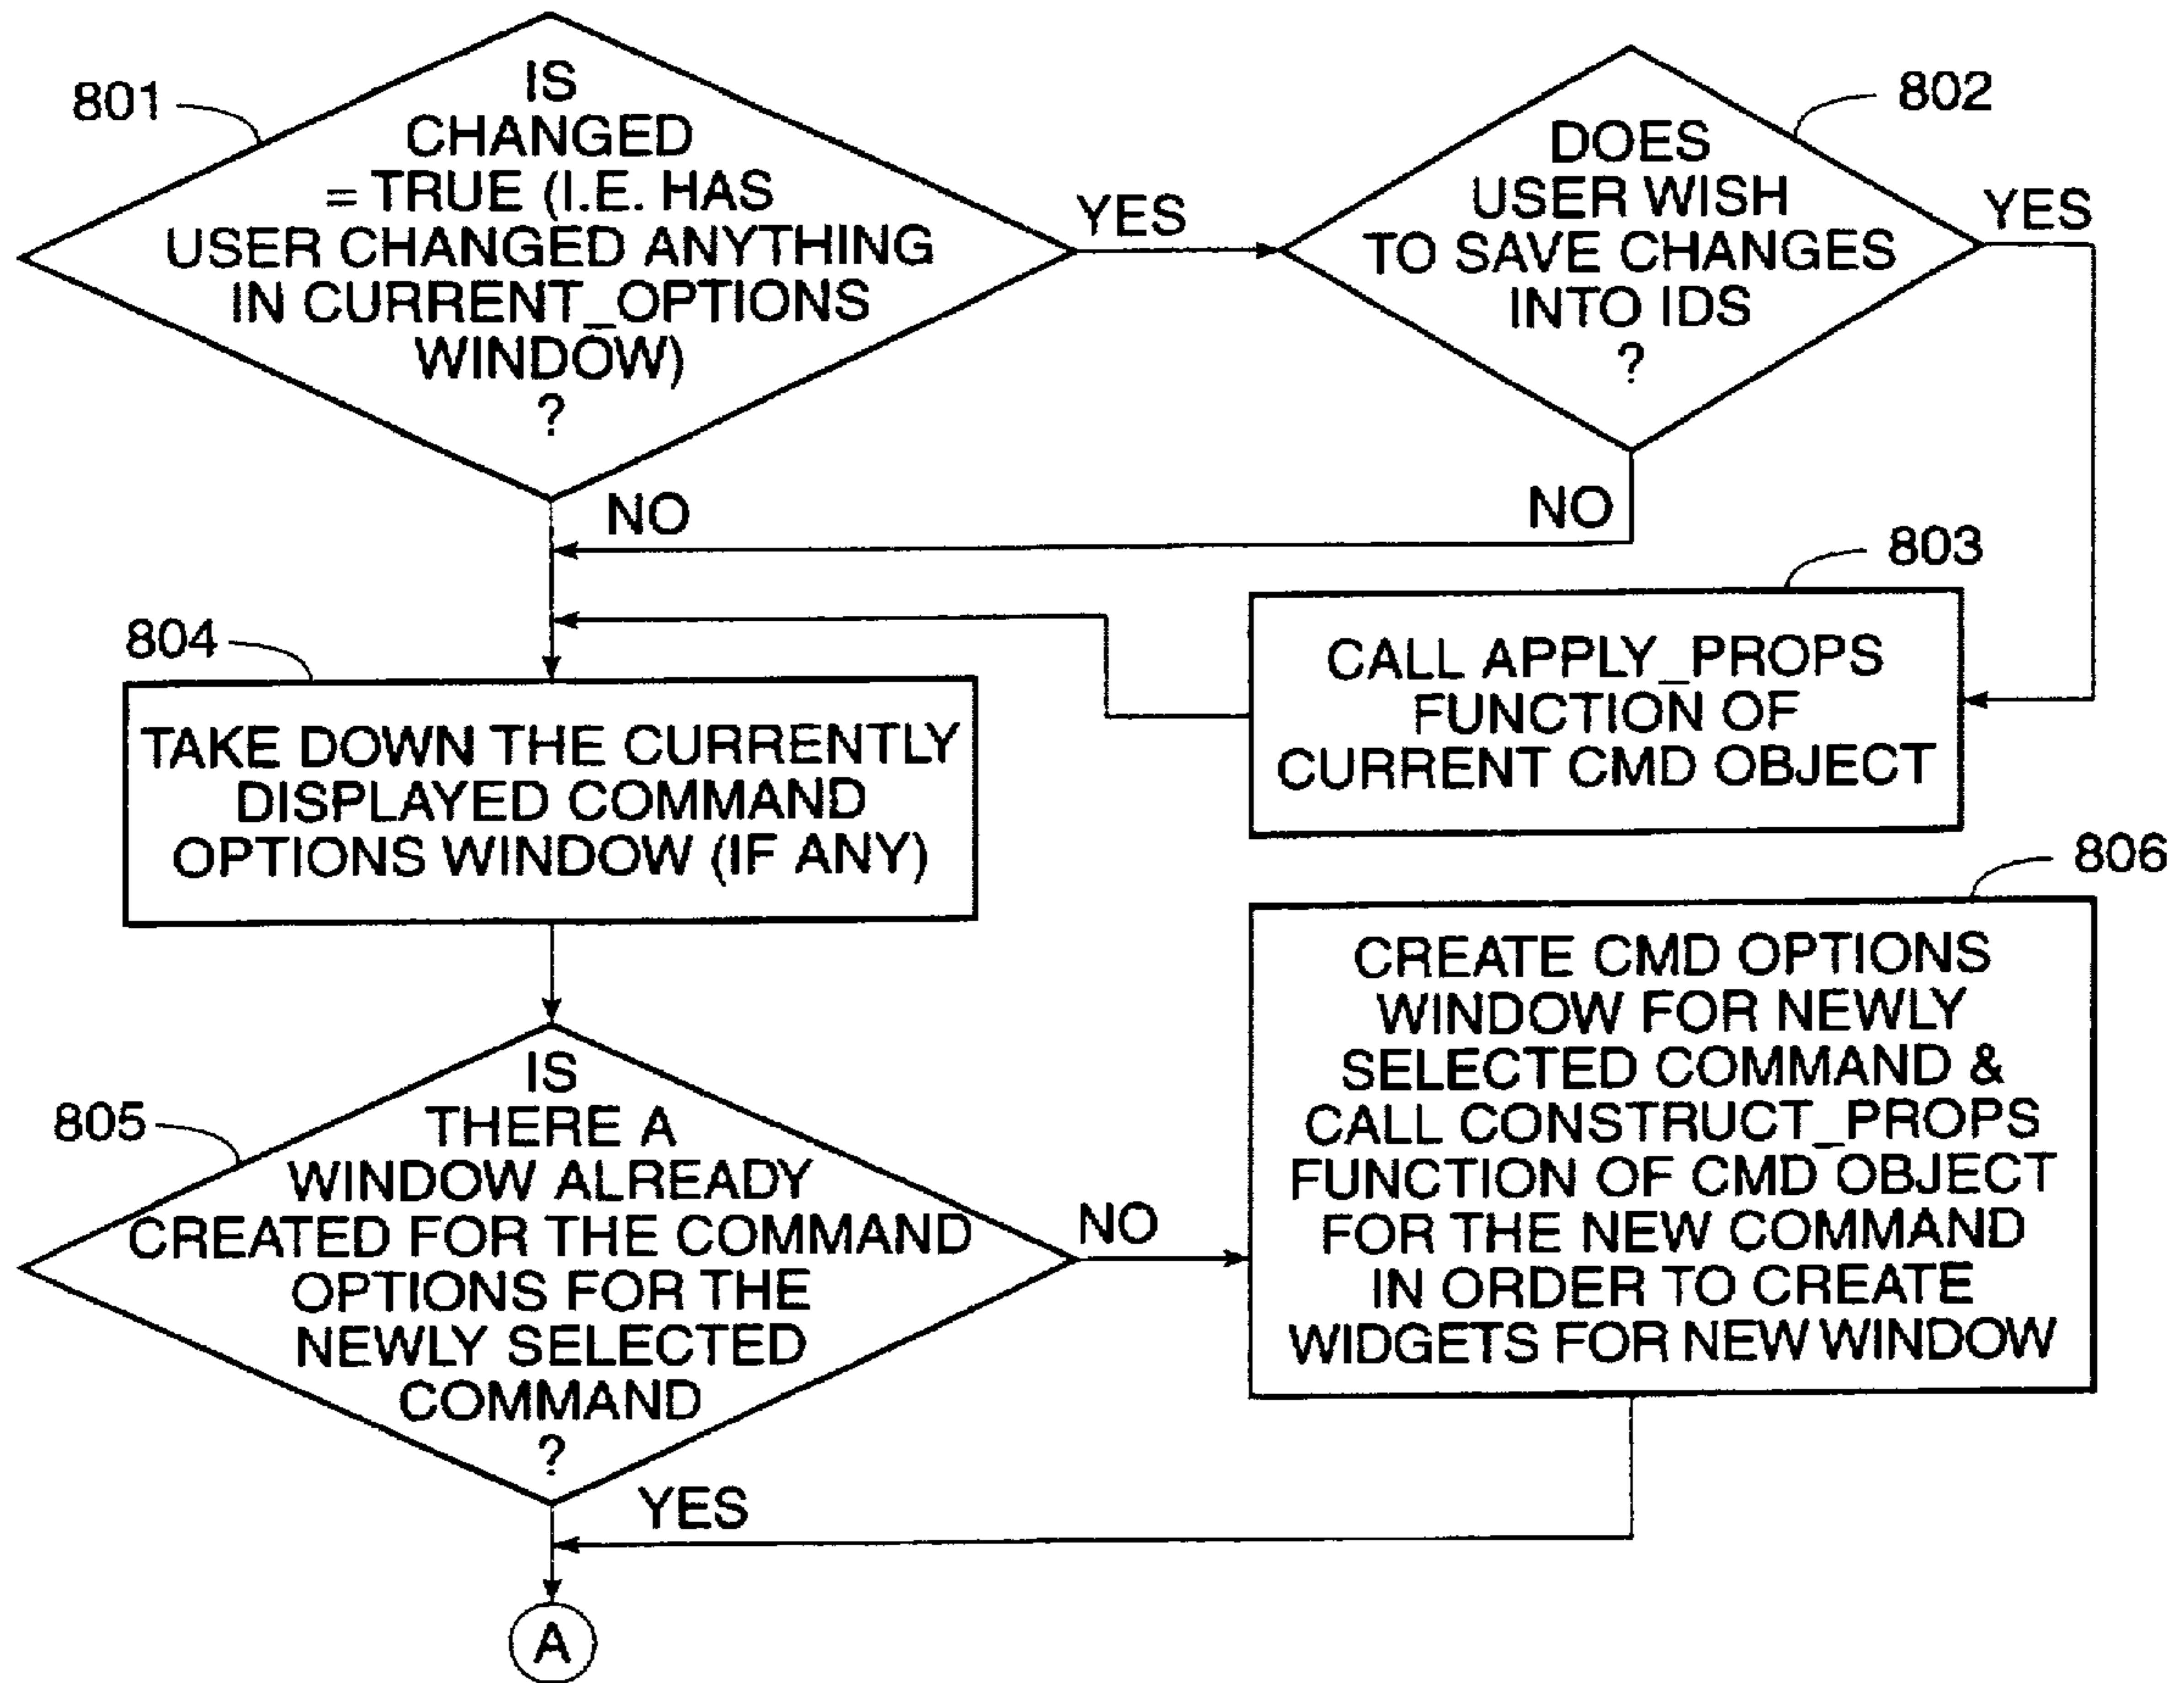 801
IS
CHANGED
= TRUE (I.E. HAS
USER CHANGED ANYTHING
IN CURRENT_OPTIONS
WINDOW)
?
YES
NO
802
DOES
USER WISH
TO SAVE CHANGES
INTO IDS
?
YES
NO
803
CALL APPLY_PROPS
FUNCTION OF
CURRENT CMD OBJECT
804
TAKE DOWN THE CURRENTLY
DISPLAYED COMMAND
OPTIONS WINDOW (IF ANY)
805
IS
THERE A
WINDOW ALREADY
CREATED FOR THE COMMAND
OPTIONS FOR THE
NEWLY SELECTED
COMMAND
?
NO
YES
806
CREATE CMD OPTIONS
WINDOW FOR NEWLY
SELECTED COMMAND &
CALL CONSTRUCT_PROPS
FUNCTION OF CMD OBJECT
FOR THE NEW COMMAND
IN ORDER TO CREATE
WIDGETS FOR NEW WINDOW
A